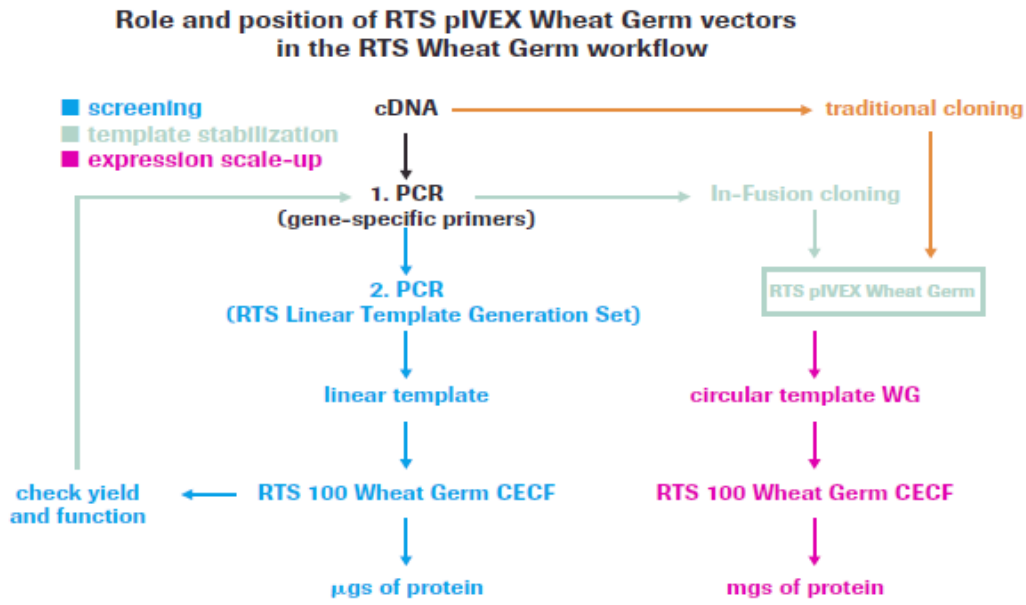 Role and position of RTS pIVEX Wheat Germ vectors
in the RTS Wheat Germ workflow
screening
template stabilization
expression scale-up
cDNA
traditional cloning
1. PCR
(gene-specific primers)
In-Fusion cloning
2. PCR
(RTS Linear Template Generation Set)
RTS pIVEX Wheat Germ
linear template
circular template WG
check yield
and function
RTS 100 Wheat Germ CECF
RTS 100 Wheat Germ CECF
µgs of protein
mgs of protein